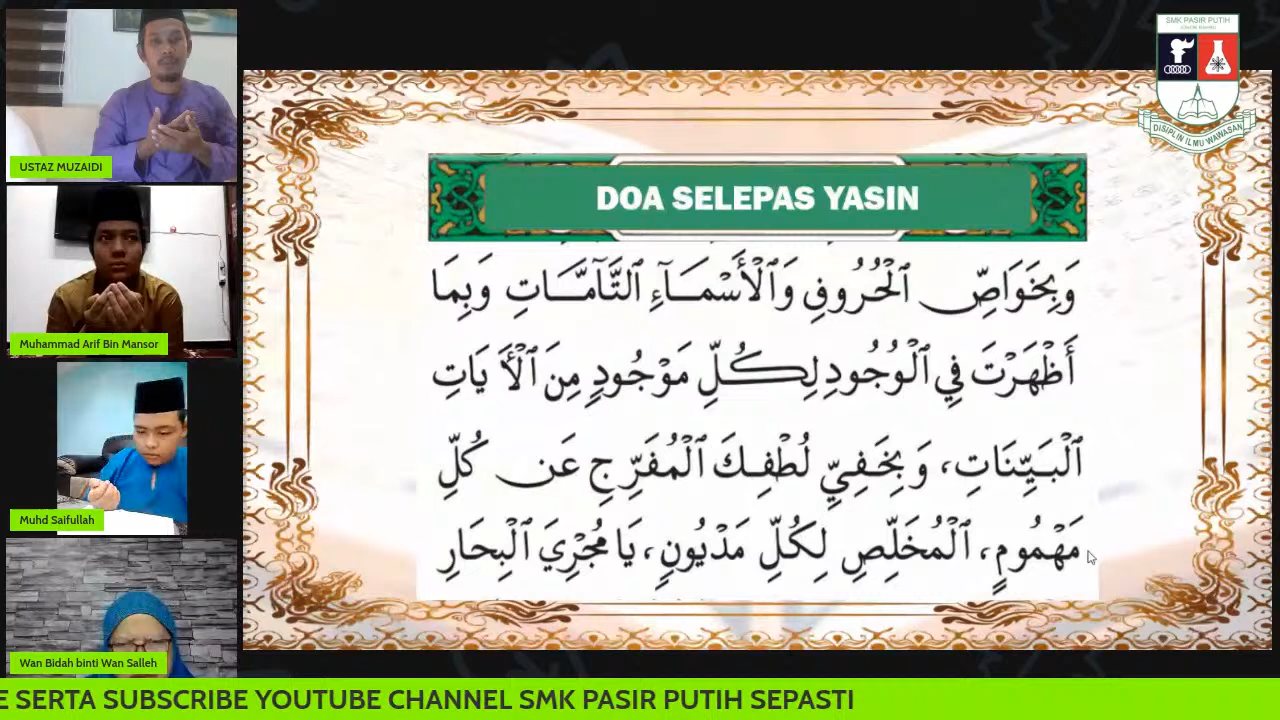 SMK PASIR PUTIH
DISIPLIN ILMU WAWASAN
USTAZ MUZAIDI
Muhammad Arif Bin Mansor
Muhd Saifullah
Wan Bidah binti Wan Salleh
DOA SELEPAS YASIN
وَبِخَوَاصِّ ٱلْحُرُوفِ وَٱلْأَسْمَآءِ ٱلتَّآمَّاتِ وَبِمَا
أَظْهَرْتَ فِي ٱلْوُجُودِ لِكُلِّ مَوْجُودٍ مِنَ ٱلْأَيَاتِ
ٱلْبَيِّنَاتِ، وَبِخَفِيِّ لُطْفِكَ ٱلْمُفَرِّجِ عَن كُلِّ
مَهْمُومٍ، ٱلْمُخَلِّصِ لِكُلِّ مَدْيُونٍ، يَا مُجْرِيَ ٱلْبِحَارِ
E SERTA SUBSCRIBE YOUTUBE CHANNEL SMK PASIR PUTIH SEPASTI